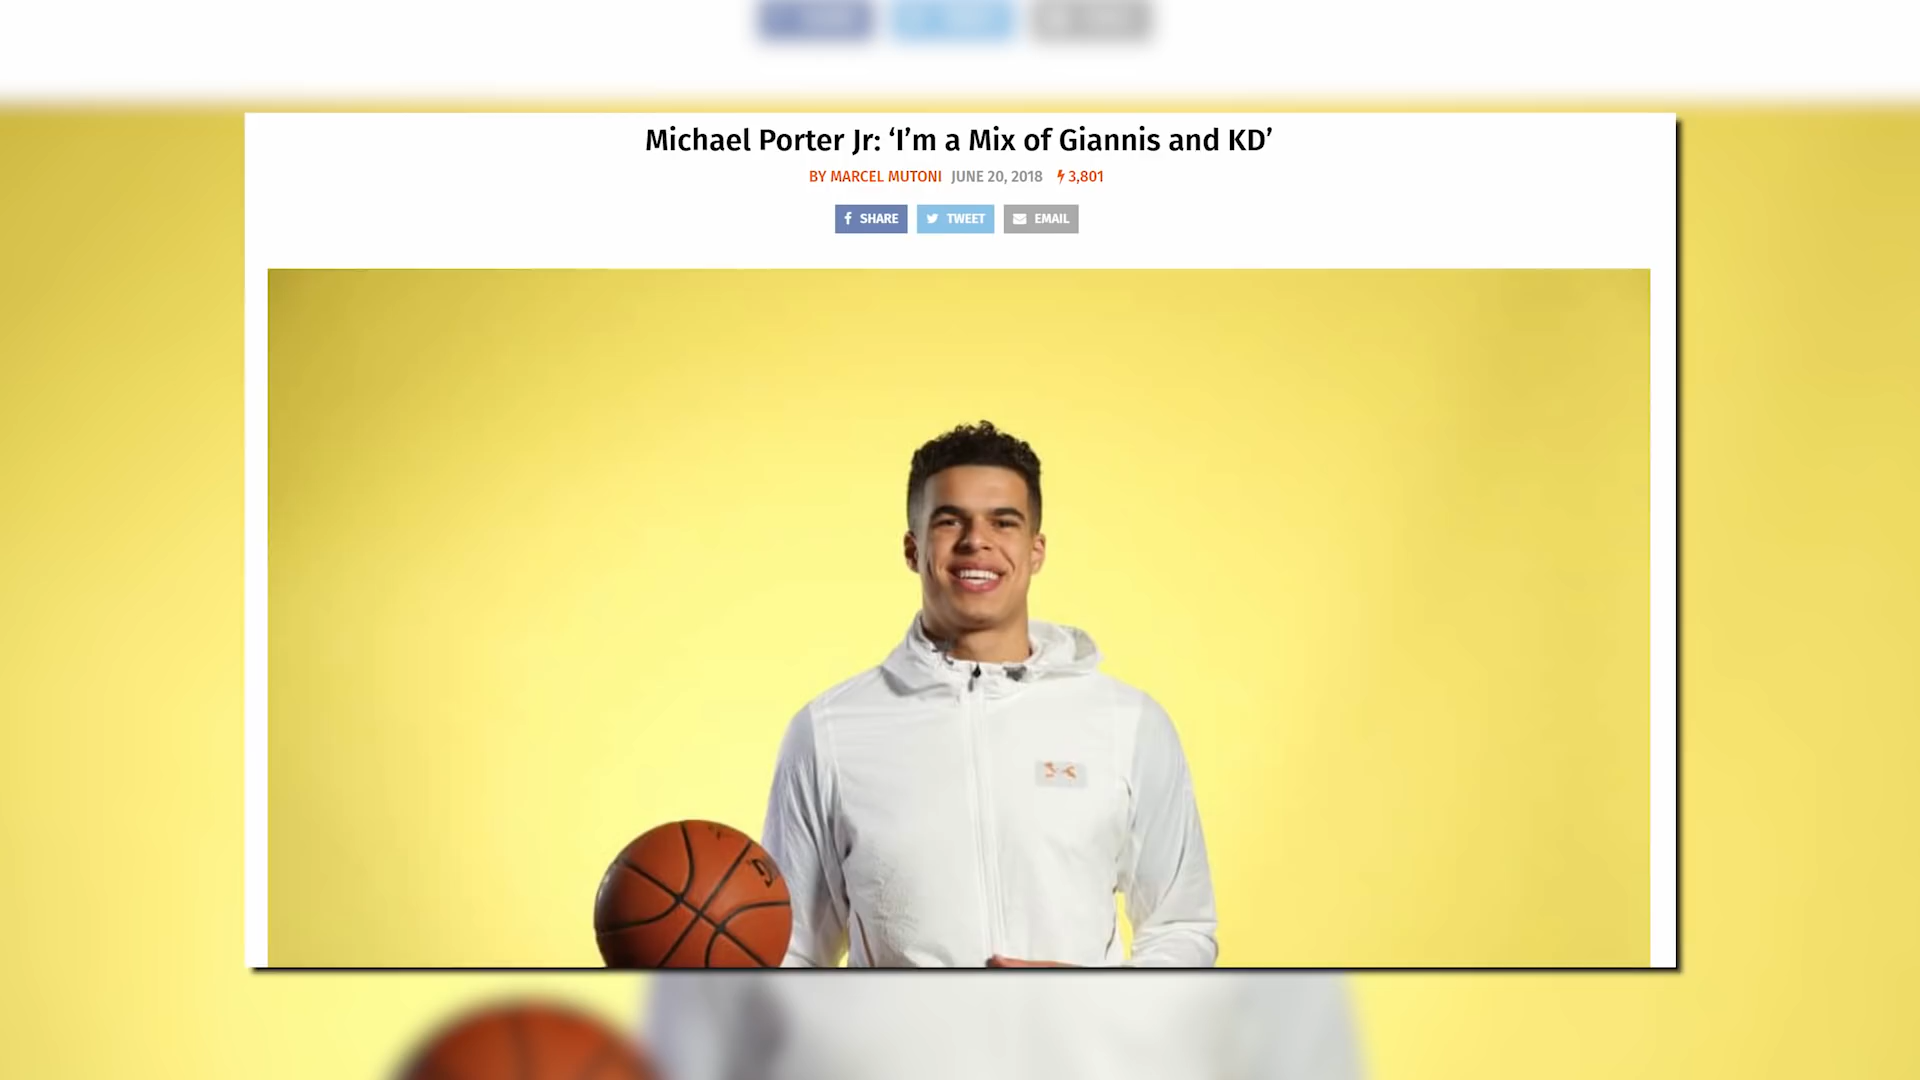 Michael Porter Jr: ‘I’m a Mix of Giannis and KD’
BY MARCEL MUTONI JUNE 20, 2018 3,801
SHARE TWEET EMAIL